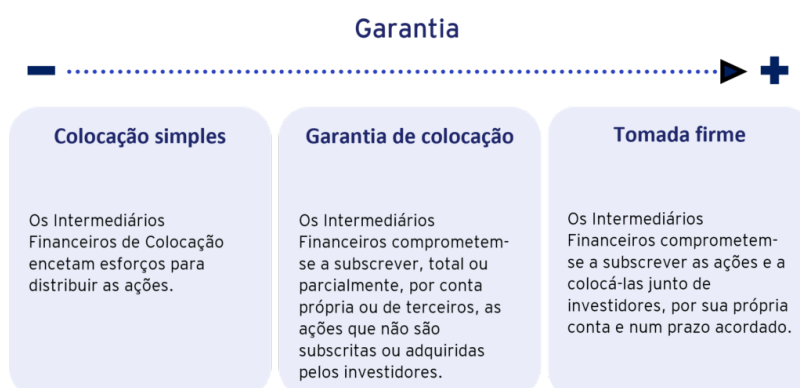 Garantia
Colocação simples
Os Intermediários
Financeiros de Colocação
encetam esforços para
distribuir as ações.
Garantia de colocação
Os Intermediários
Financeiros comprometem-
se a subscrever, total ou
parcialmente, por conta
própria ou de terceiros, as
ações que não são
subscritas ou adquiridas
pelos investidores.
Tomada firme
Os Intermediários
Financeiros comprometem-
se a subscrever as ações e a
colocá-las junto de
investidores, por sua própria
conta e num prazo acordado.